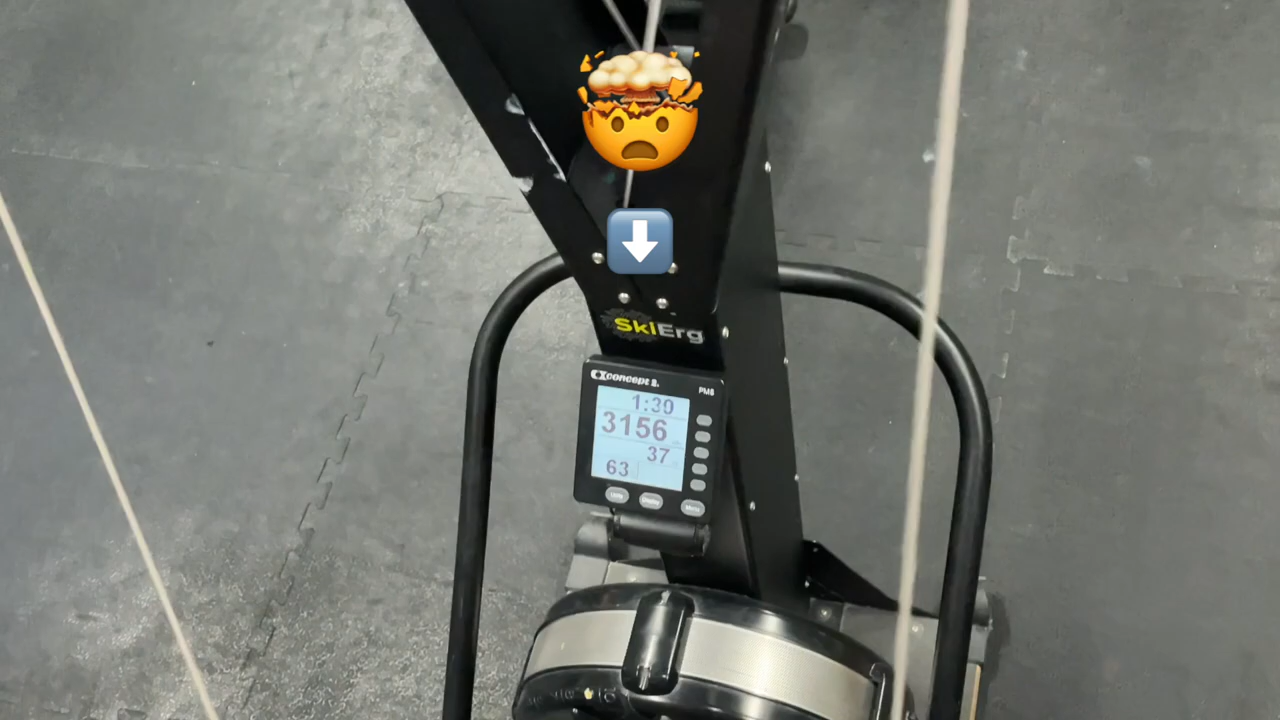 SkiErg
concept 2.
PM5
1:30
3156
37
63
Units
Display
Menu